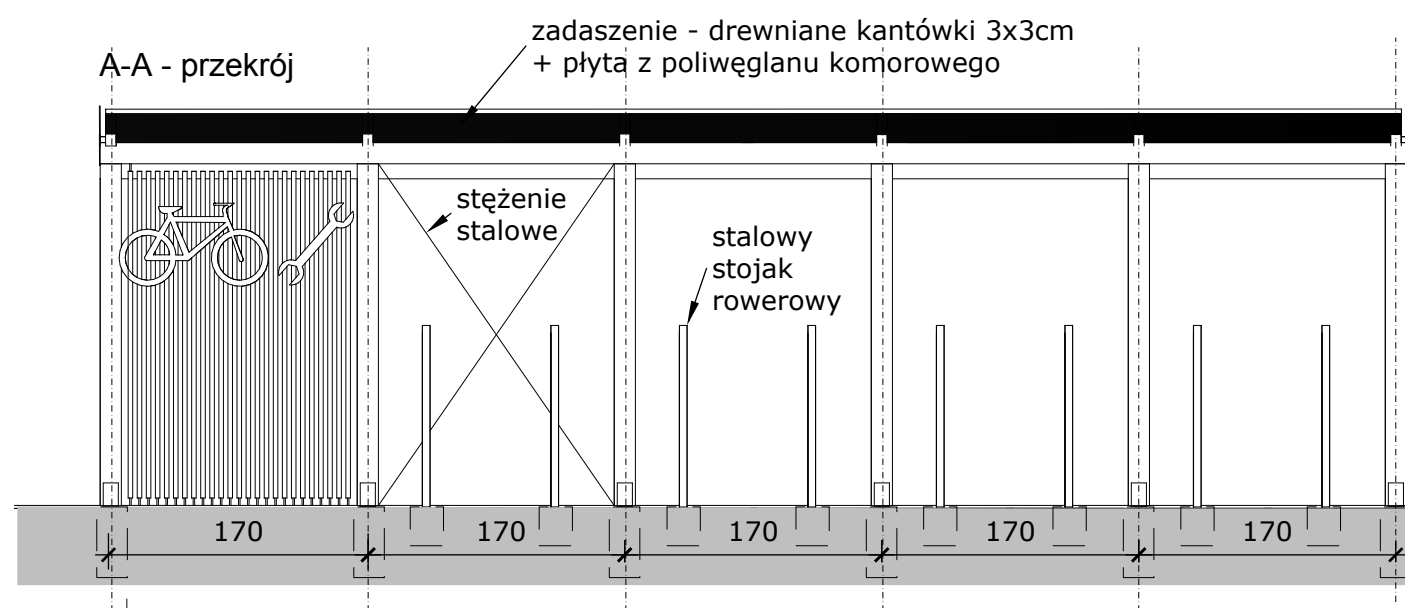 zadaszenie - drewniane kantówki 3x3cm
+ płyta z poliwęglanu komorowego
A-A - przekrój
stężenie
stalowe
stalowy
stojak
rowerowy
170
170
170
170
170